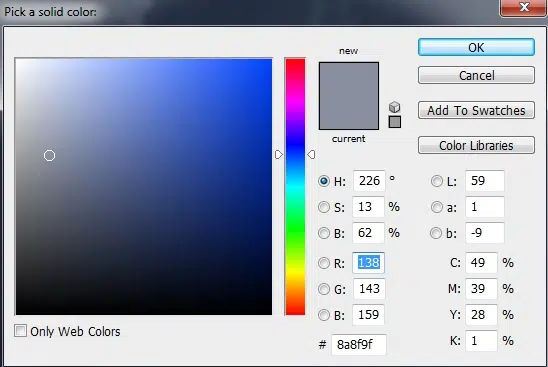 Pick a solid color:
new
current
OK
Cancel
Add To Swatches
Color Libraries
H: 226 °
S: 13 %
B: 62 %
R: 138
G: 143
B: 159
# 8a8f9f
L: 59
a: 1
b: -9
C: 49 %
M: 39 %
Y: 28 %
K: 1 %
Only Web Colors